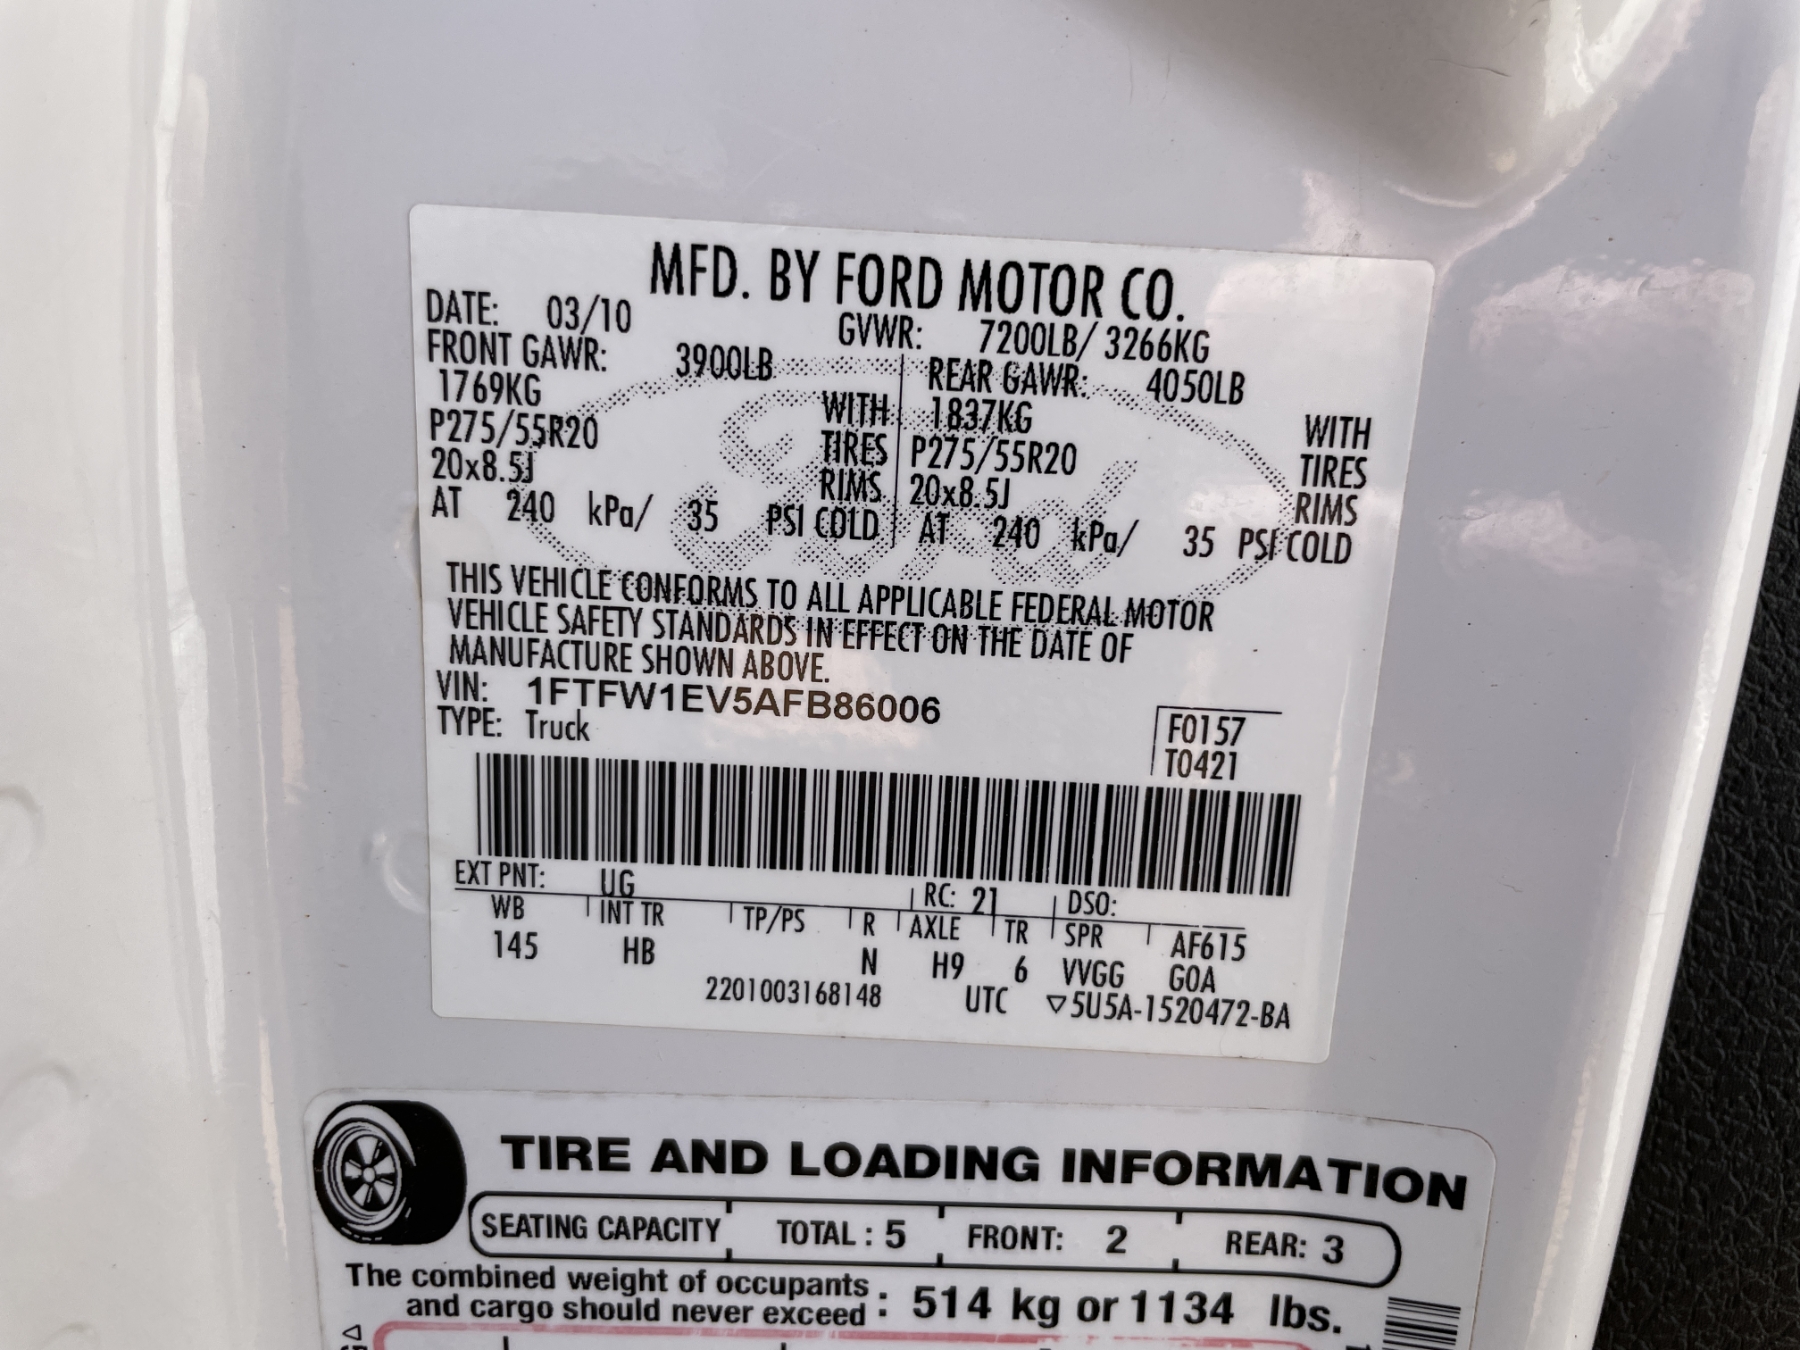 MFD. BY FORD MOTOR CO.
DATE: 03/10 GVWR: 7200LB/ 3266KG
FRONT GAWR: 3900LB REAR GAWR: 4050LB
1769KG WITH 1837KG WITH
P275/55R20 TIRES P275/55R20 TIRES
20x8.5J RIMS 20x8.5J RIMS
AT 240 kPa/ 35 PSI COLD AT 240 kPa/ 35 PSI COLD
THIS VEHICLE CONFORMS TO ALL APPLICABLE FEDERAL MOTOR
VEHICLE SAFETY STANDARDS IN EFFECT ON THE DATE OF
MANUFACTURE SHOWN ABOVE.
VIN: 1FTFW1EV5AFB86006
TYPE: Truck
F0157
T0421
EXT PNT: UG RC: 21 DSO:
WB INT TR TP/PS R AXLE TR SPR AF615
145 HB N H9 6 VVGG GOA
2201003168148 UTC ▽5U5A-1520472-BA
Ford
TIRE AND LOADING INFORMATION
SEATING CAPACITY TOTAL : 5 FRONT: 2 REAR: 3
The combined weight of occupants
and cargo should never exceed : 514 kg or 1134 lbs.